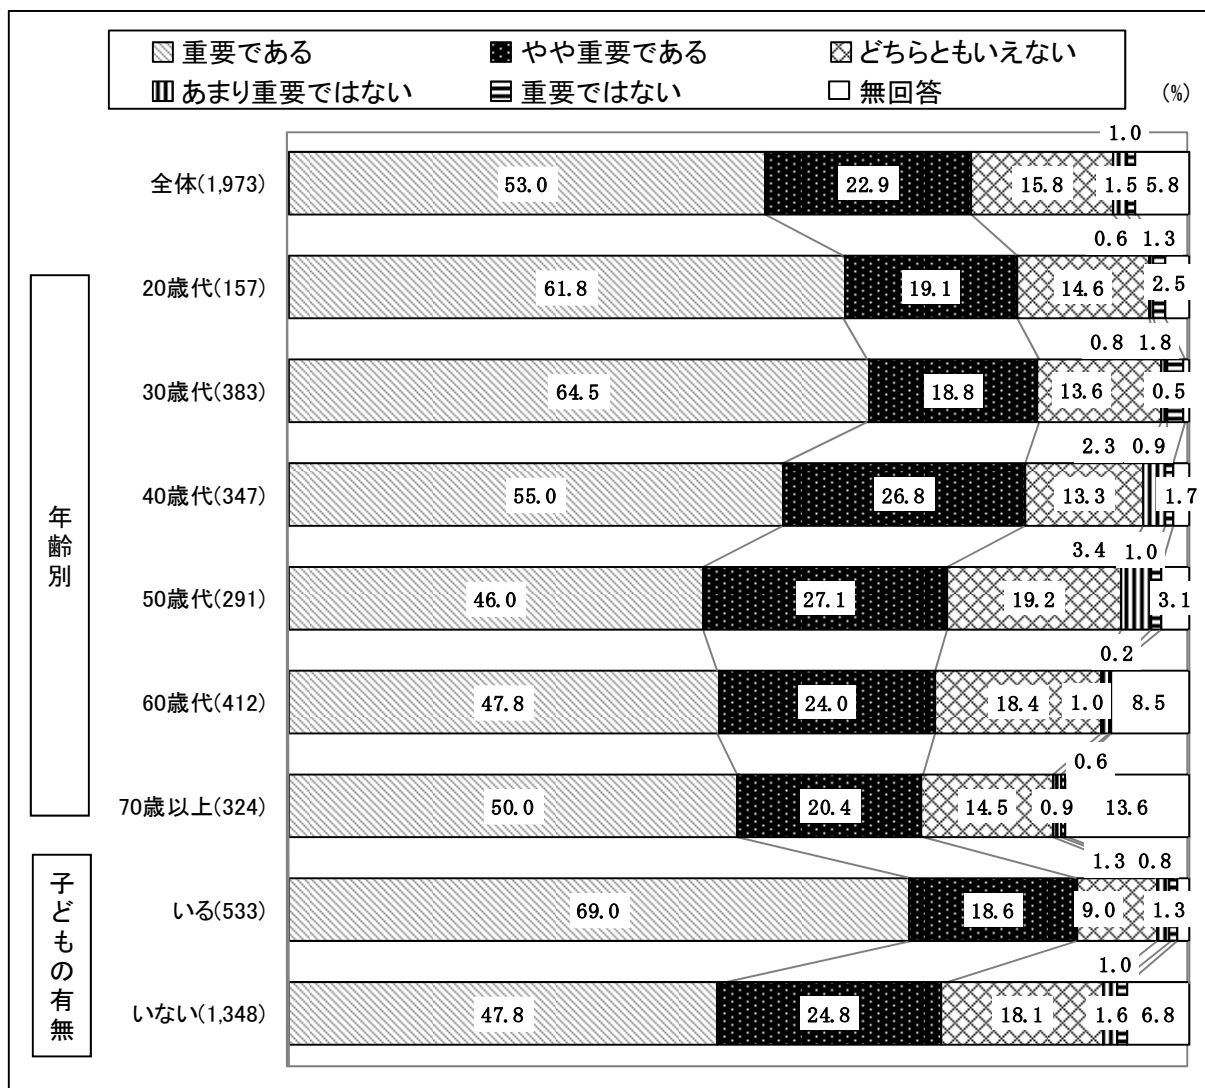 重要である やや重要である どちらともいえない
あまり重要ではない 重要ではない 無回答
(%)
1.0
全体(1,973) 53.0 22.9 15.8 1.5 5.8
0.6 1.3
20歳代(157) 61.8 19.1 14.6 2.5
0.8 1.8
30歳代(383) 64.5 18.8 13.6 0.5
2.3 0.9
40歳代(347) 55.0 26.8 13.3 1.7
年齢別
3.4 1.0
50歳代(291) 46.0 27.1 19.2 3.1
0.2
60歳代(412) 47.8 24.0 18.4 1.0 8.5
0.6
70歳以上(324) 50.0 20.4 14.5 0.9 13.6
1.3 0.8
子どもの有無
いる(533) 69.0 18.6 9.0 1.3
1.0
いない(1,348) 47.8 24.8 18.1 1.6 6.8